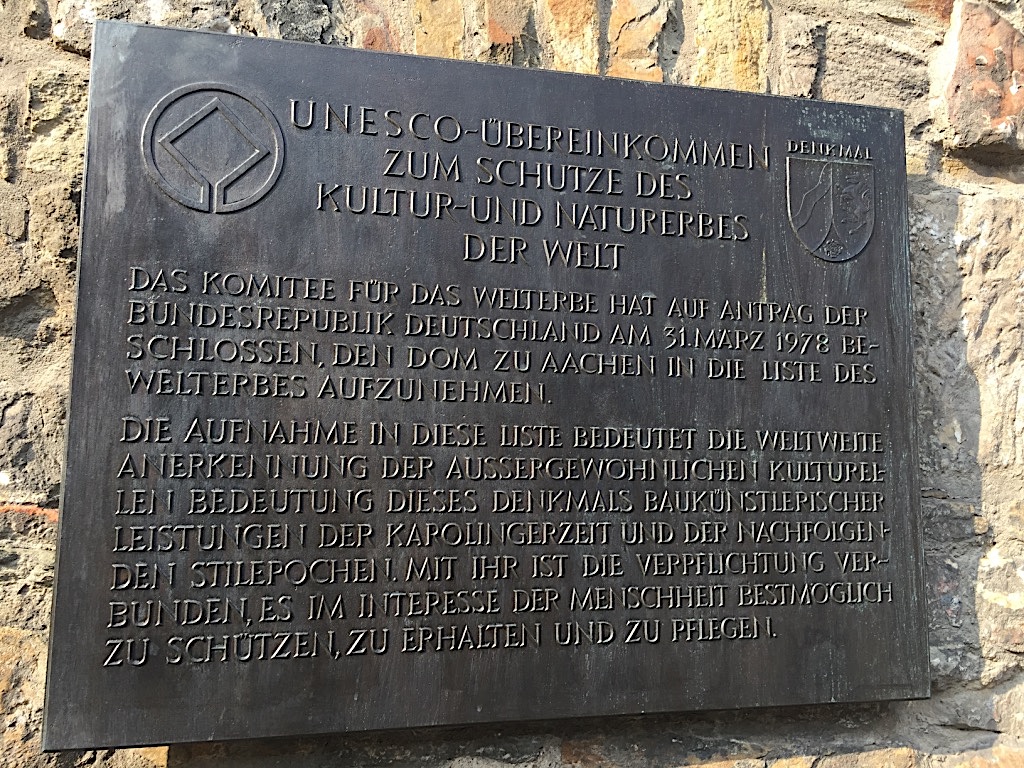 UNESCO-ÜBEREINKOMMEN
ZUM SCHUTZE DES
KULTUR-UND NATURERBES
DER WELT
DENKMAL
DAS KOMITEE FÜR DAS WELTERBE HAT AUF ANTRAG DER
BUNDESREPUBLIK DEUTSCHLAND AM 31. MÄRZ 1978 BE-
SCHLOSSEN, DEN DOM ZU AACHEN IN DIE LISTE DES
WELTERBES AUFZUNEHMEN.
DIE AUFNAHME IN DIESE LISTE BEDEUTET DIE WELTWEITE
ANERKENNUNG DER AUSSERGEWÖHNLICHEN KULTUREL-
LEN BEDEUTUNG DIESES DENKMALS BAUKÜNSTLERISCHER
LEISTUNGEN DER KAROLINGERZEIT UND DER NACHFOLGEN-
DEN STILEPOCHEN. MIT IHR IST DIE VERPFLICHTUNG VER-
BUNDEN, ES IM INTERESSE DER MENSCHHEIT BESTMÖGLICH
ZU SCHÜTZEN, ZU ERHALTEN UND ZU PFLEGEN.